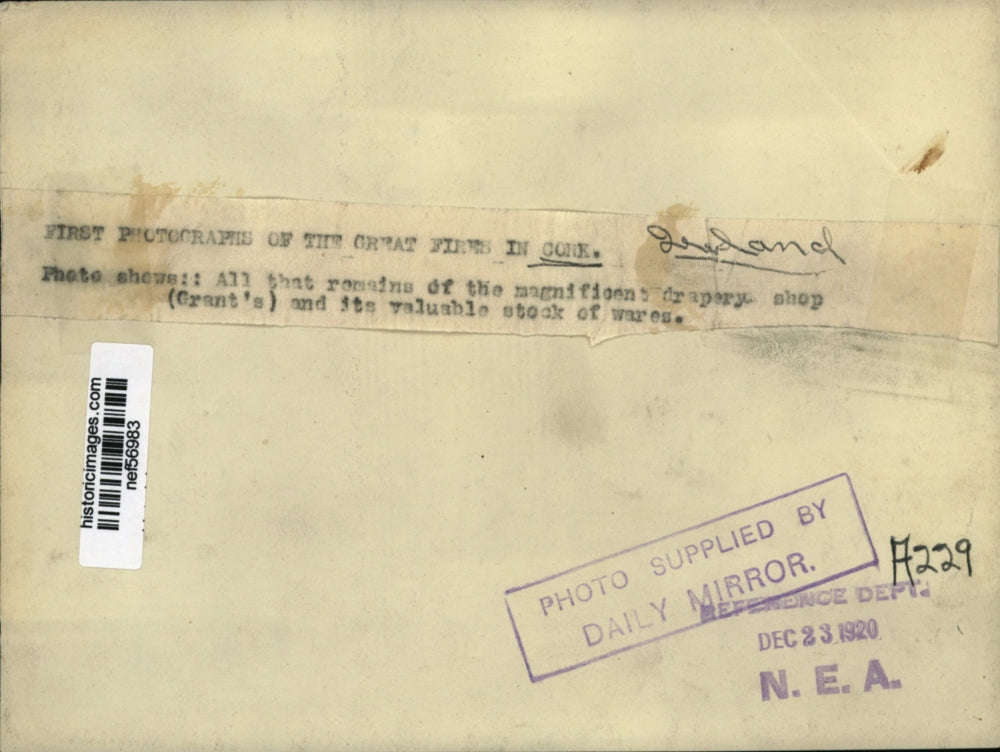 FIRST PHOTOGRAPHS OF THE GREAT FIRES IN CORK. Ireland
Photo shows:: All that remains of the magnificent drapery shop
(Grant's) and its valuable stock of wares.
historicimages.com
nef56983
PHOTO SUPPLIED BY
DAILY MIRROR.
A229
REFERENCE DEPT.
DEC 23 1920
N. E. A.